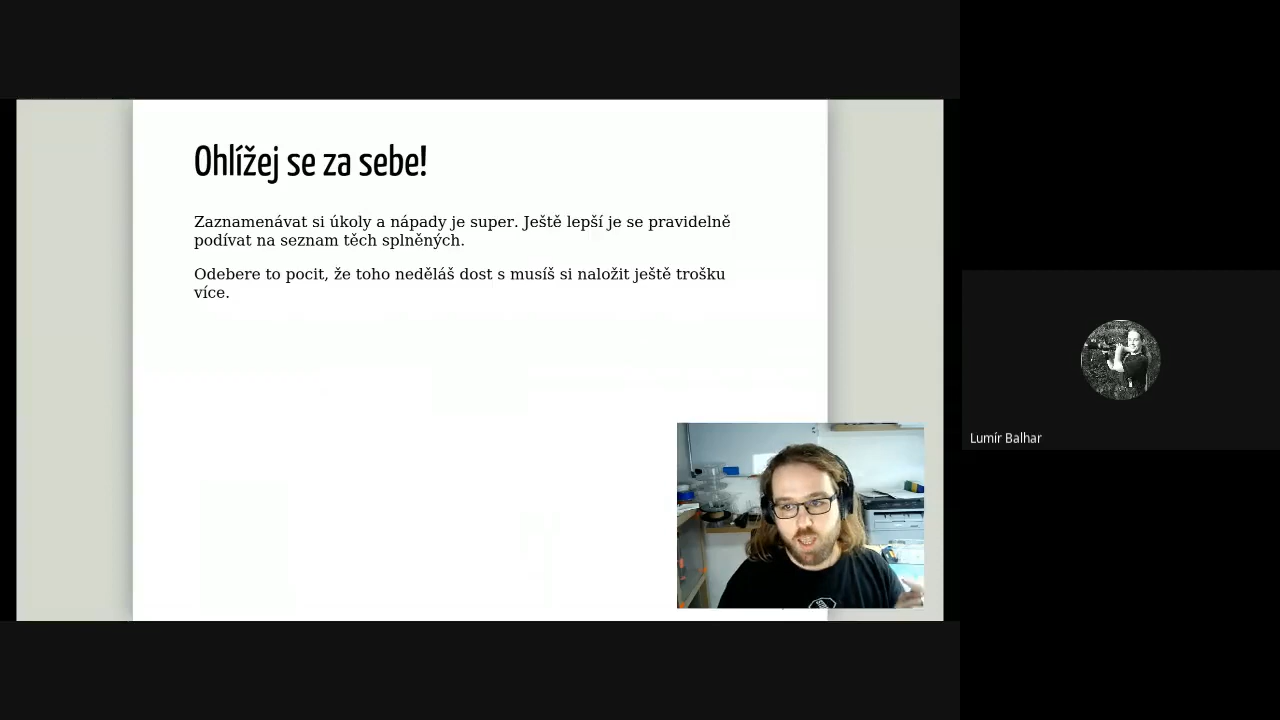 Ohlížej se za sebe!
Zaznamenávat si úkoly a nápady je super. Ještě lepší je se pravidelně
podívat na seznam těch splněných.
Odebere to pocit, že toho neděláš dost s musíš si naložit ještě trošku
více.
Lumír Balhar